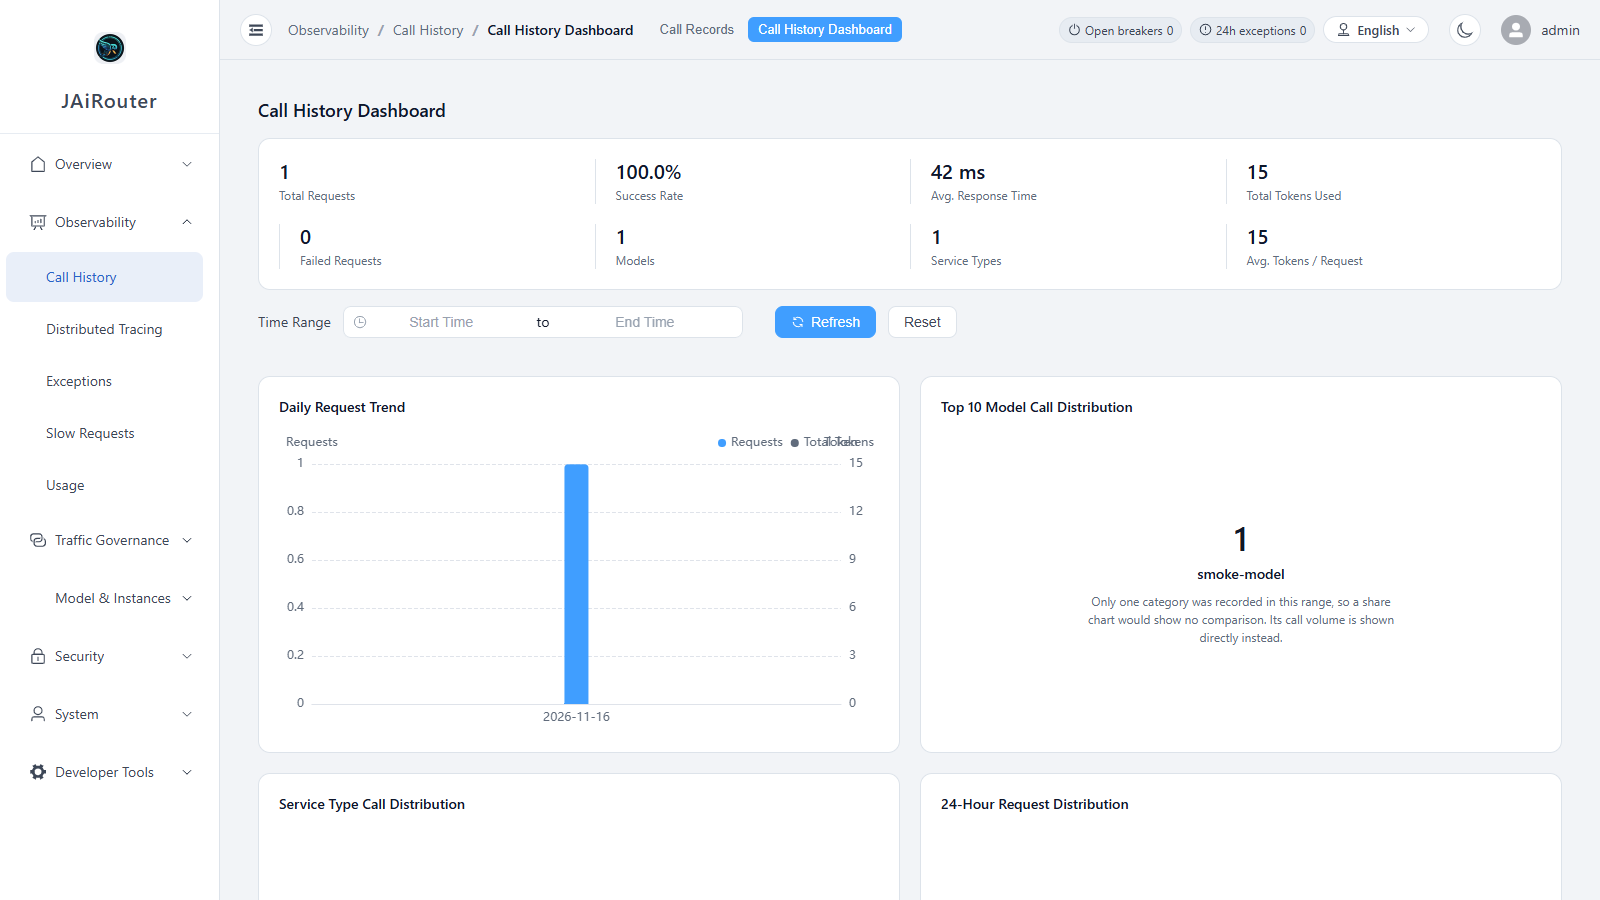 JAiRouter
Overview
Observability
Call History
Distributed Tracing
Exceptions
Slow Requests
Usage
Traffic Governance
Model & Instances
Security
System
Developer Tools
Observability / Call History / Call History Dashboard
Call Records
Call History Dashboard
Open breakers 0
24h exceptions 0
English
admin
Call History Dashboard
1
Total Requests
100.0%
Success Rate
42 ms
Avg. Response Time
15
Total Tokens Used
0
Failed Requests
1
Models
1
Service Types
15
Avg. Tokens / Request
Time Range
Start Time
to
End Time
Refresh
Reset
Daily Request Trend
Requests
Requests
Total Token
Tokens
1
0.8
0.6
0.4
0.2
0
15
12
9
6
3
0
2026-11-16
Top 10 Model Call Distribution
1
smoke-model
Only one category was recorded in this range, so a share
chart would show no comparison. Its call volume is shown
directly instead.
Service Type Call Distribution
24-Hour Request Distribution